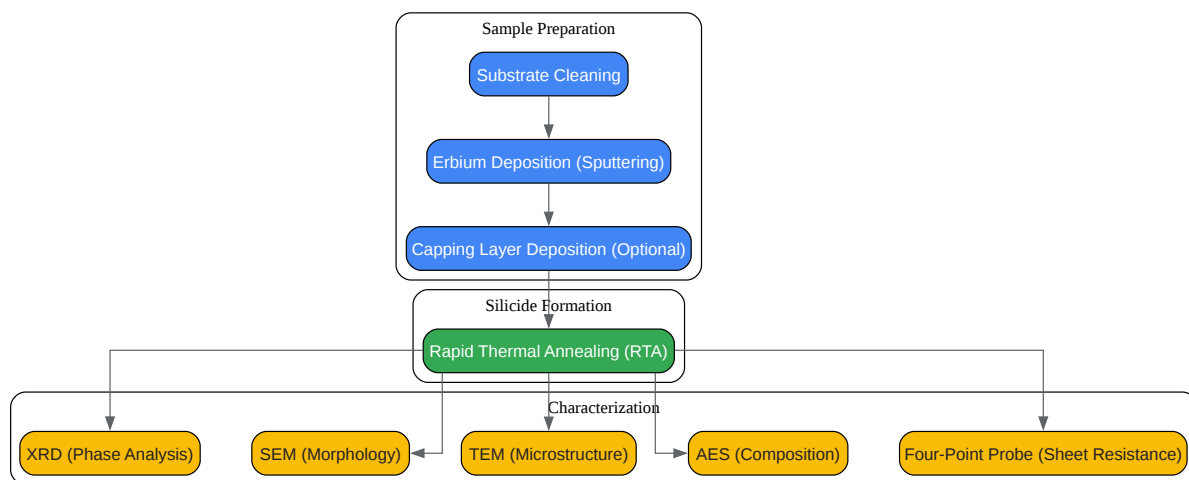 Sample Preparation
Substrate Cleaning
Erbium Deposition (Sputtering)
Capping Layer Deposition (Optional)
Silicide Formation
Rapid Thermal Annealing (RTA)
Characterization
XRD (Phase Analysis)
SEM (Morphology)
TEM (Microstructure)
AES (Composition)
Four-Point Probe (Sheet Resistance)